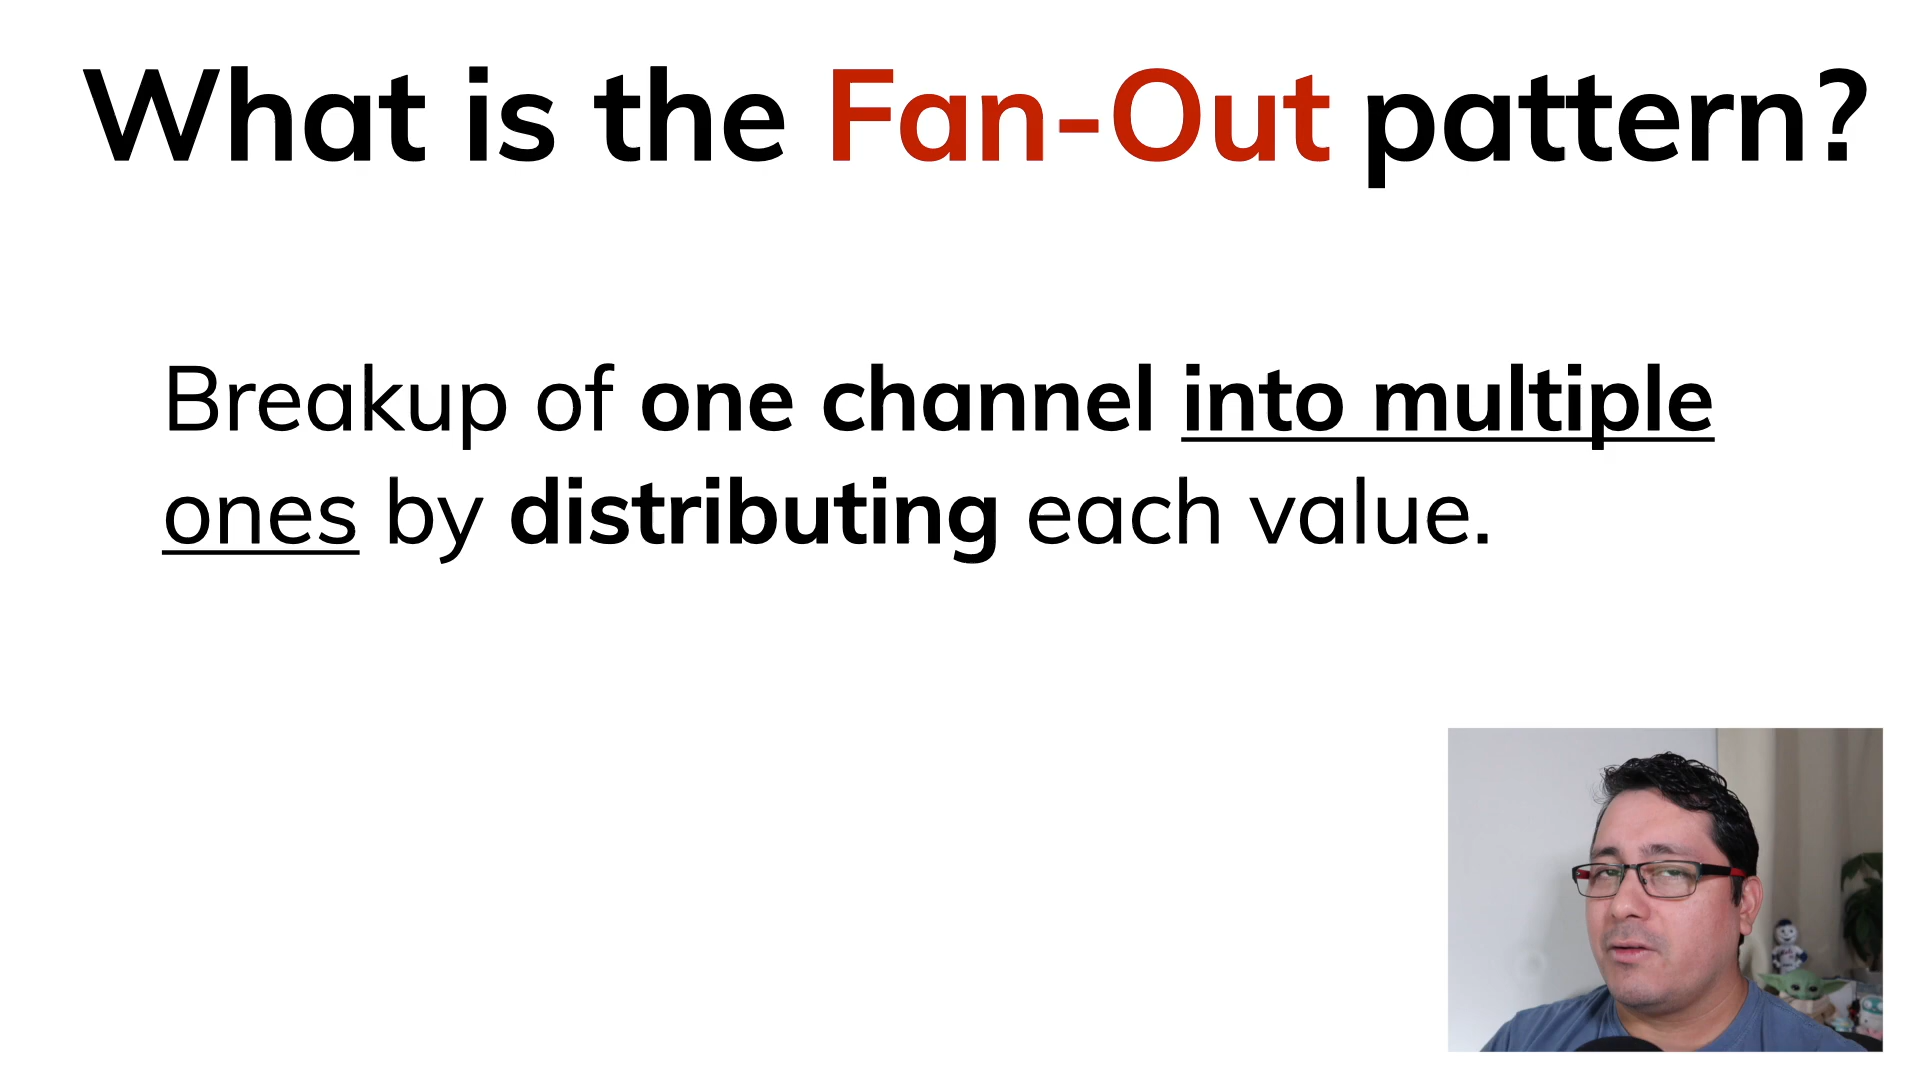 What is the Fan-Out pattern?
Breakup of one channel into multiple
ones by distributing each value.